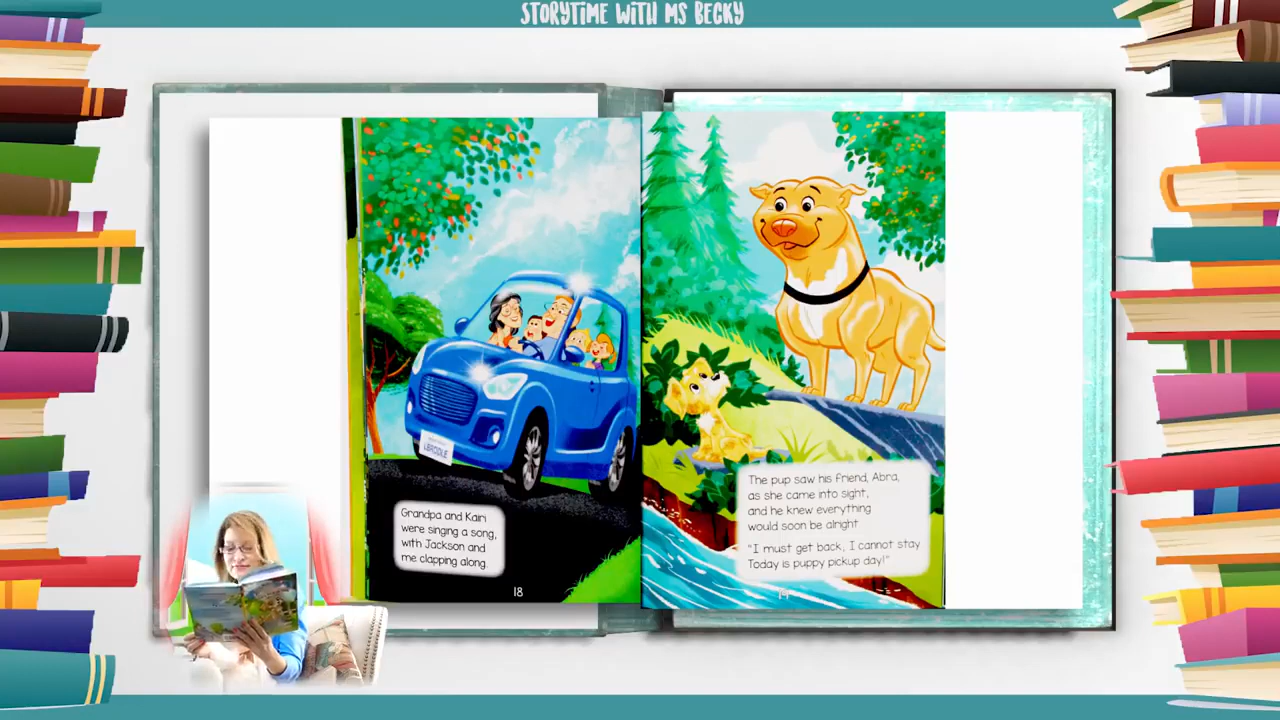 STORYTIME WITH MS BECKY
Grandpa and Kairi
were singing a song,
with Jackson and
me clapping along.
18
The pup saw his friend, Abra,
as she came into sight,
and he knew everything
would soon be alright
"I must get back, I cannot stay
Today is puppy pickup day!"